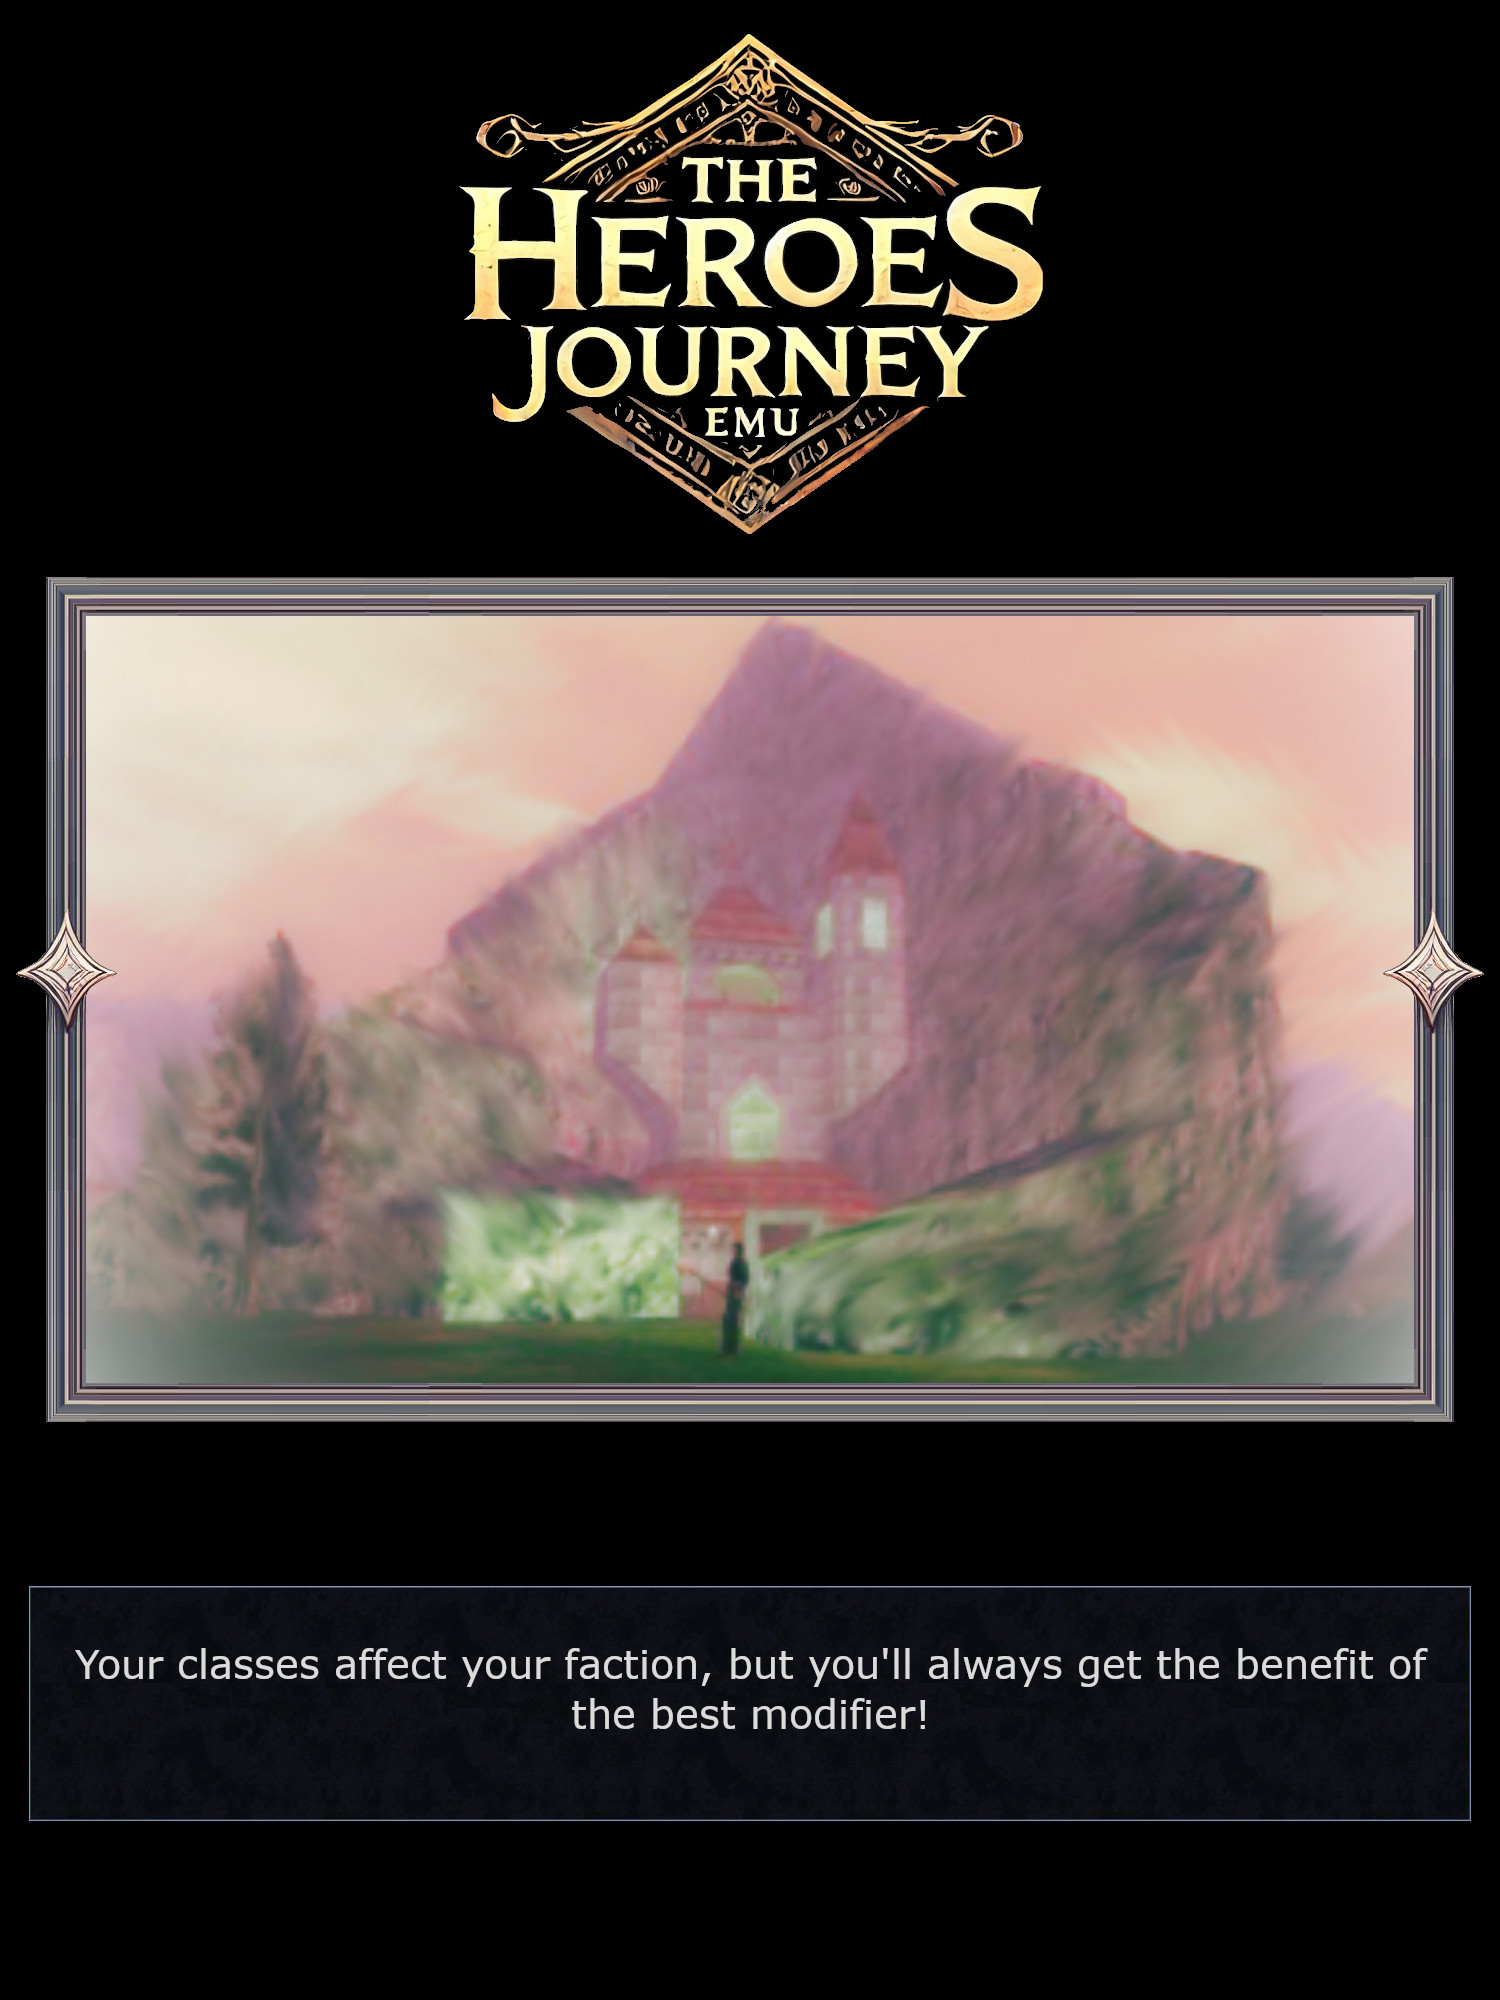 THE
HEROES
JOURNEY
EMU
Your classes affect your faction, but you'll always get the benefit of
the best modifier!